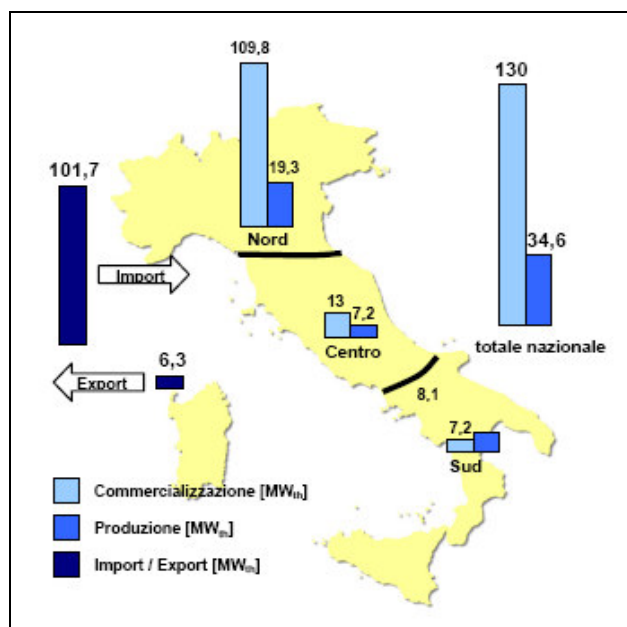 109,8
130
19,3
101,7
34,6
Nord
Import
13
7,2
Centro
totale nazionale
6,3
Export
8,1
7,2
Sud
Commercializzazione [MWth]
Produzione [MWth]
Import / Export [MWth]